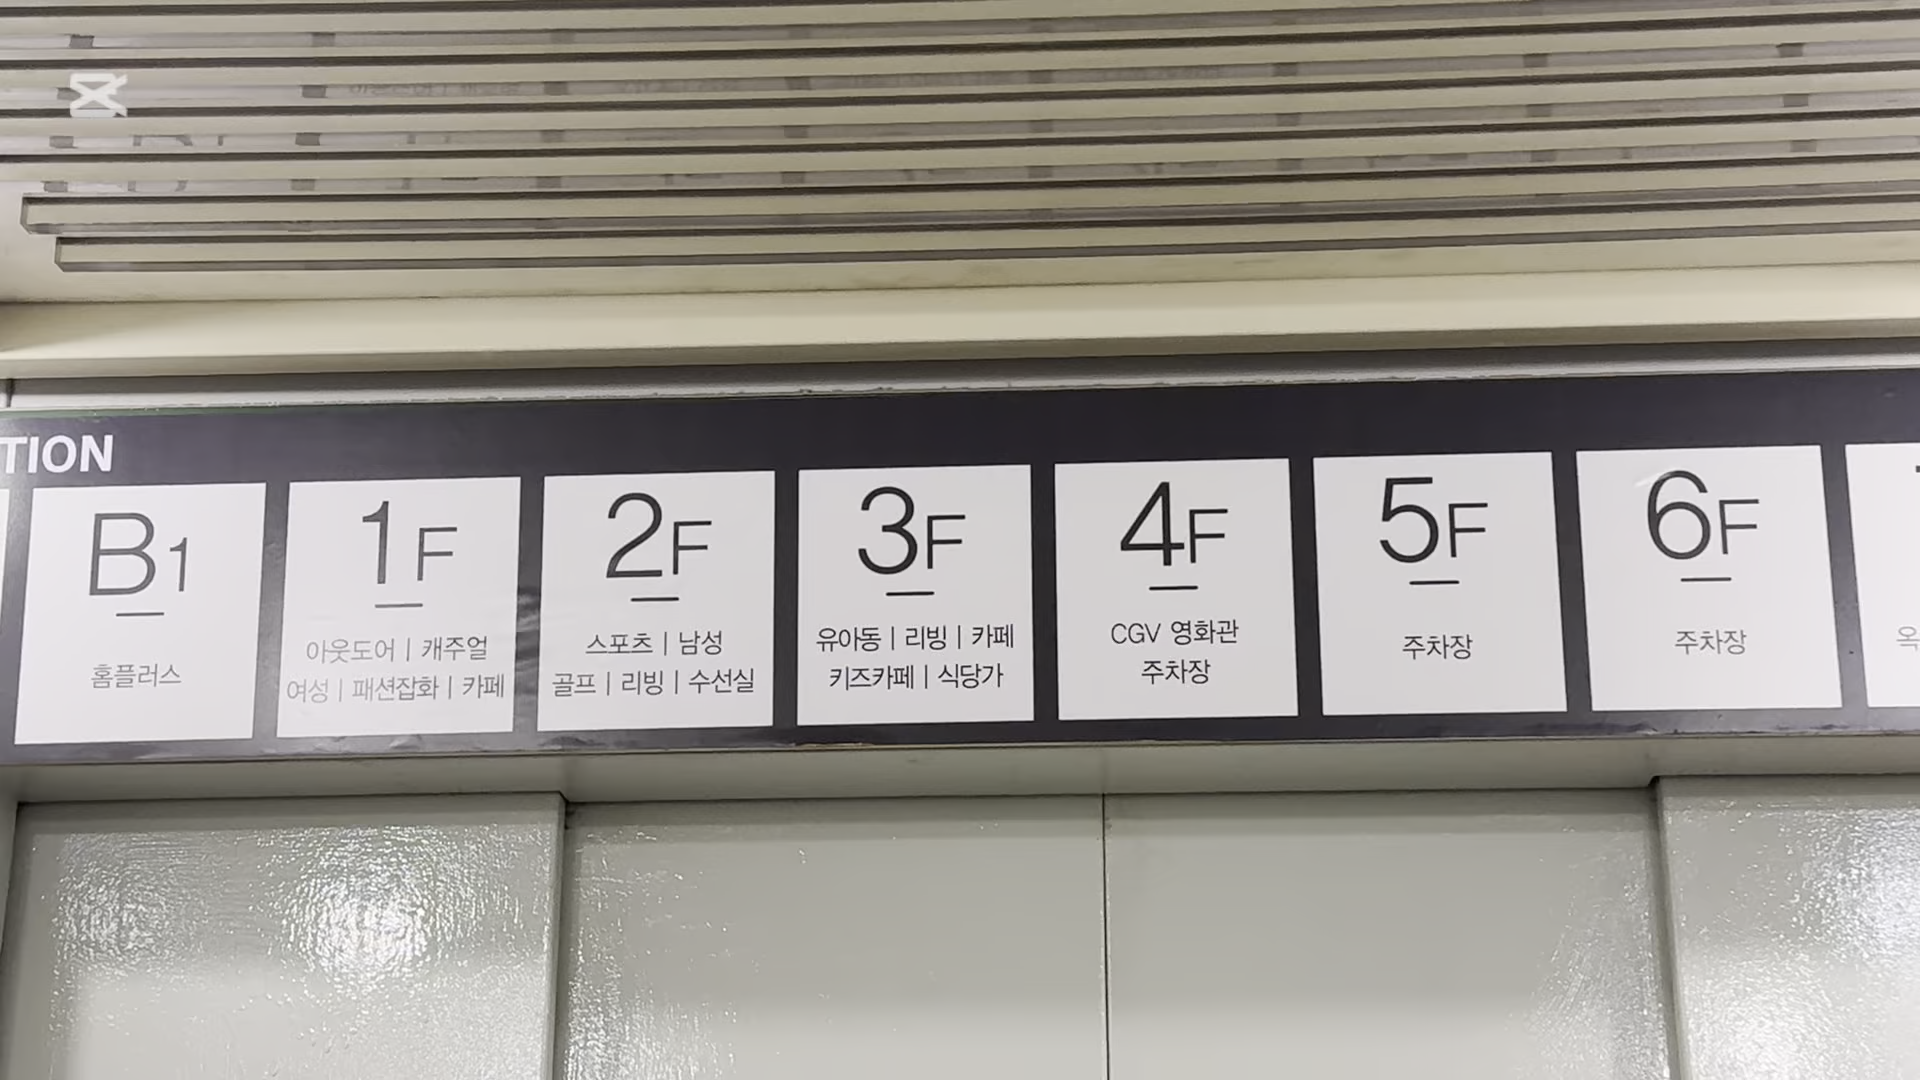 TION
B1
홈플러스
1F
아웃도어 | 캐주얼
여성 | 패션잡화 | 카페
2F
스포츠 | 남성
골프 | 리빙 | 수선실
3F
유아동 | 리빙 | 카페
키즈카페 | 식당가
4F
CGV 영화관
주차장
5F
주차장
6F
주차장
옥